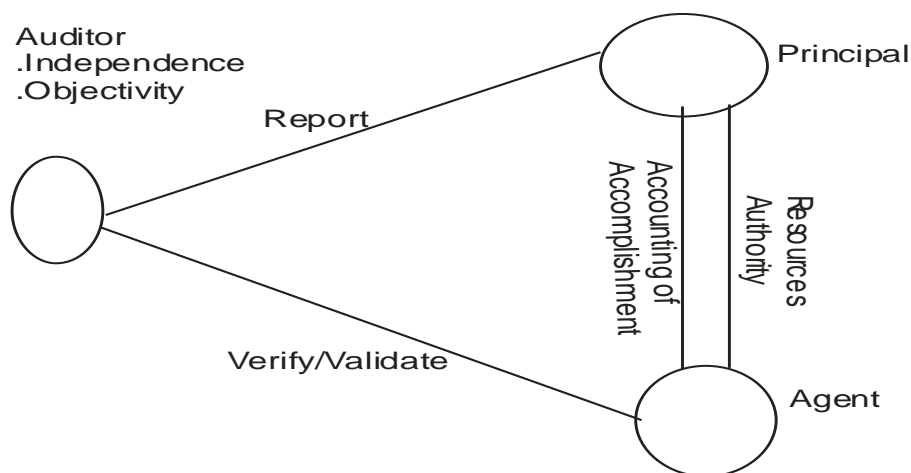 Auditor
.Independence
.Objectivity
Principal
Report
Accounting of
Accomplishment
Resources
Authority
Verify/Validate
Agent